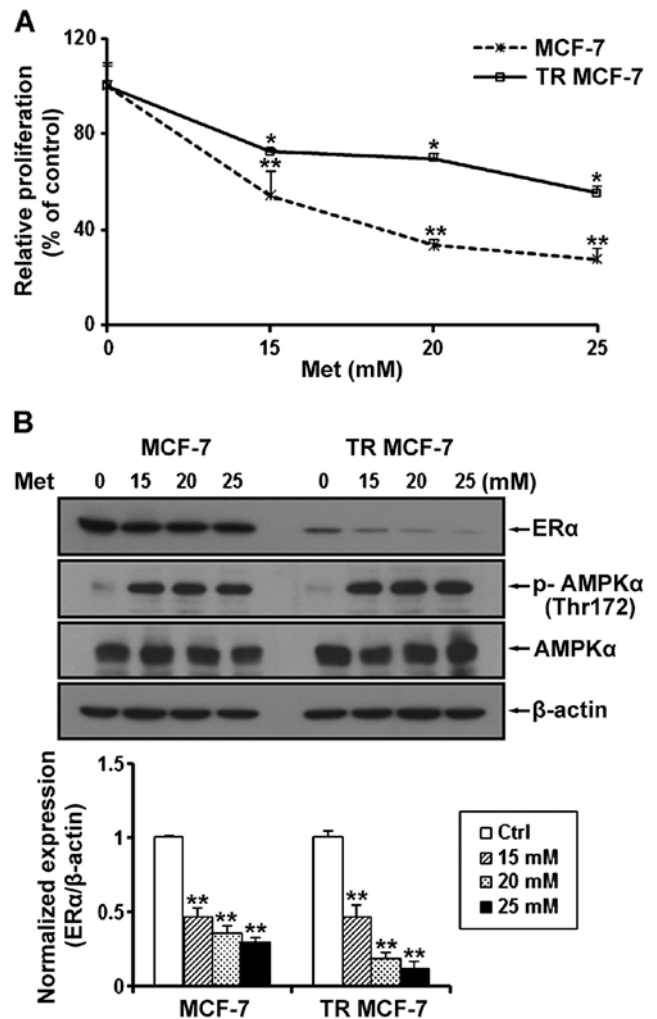 A
120
80
40
0
Relative proliferation
(% of control)
MCF-7
TR MCF-7
*
*
*
**
**
**
0 15 20 25
Met (mM)
B
MCF-7 TR MCF-7
Met 0 15 20 25 0 15 20 25 (mM)
ERα
p- AMPKα
(Thr172)
AMPKα
β-actin
Normalized expression
(ERα/β-actin)
1.5
1
0.5
0
** ** **
** ** **
MCF-7 TR MCF-7
Ctrl
15 mM
20 mM
25 mM